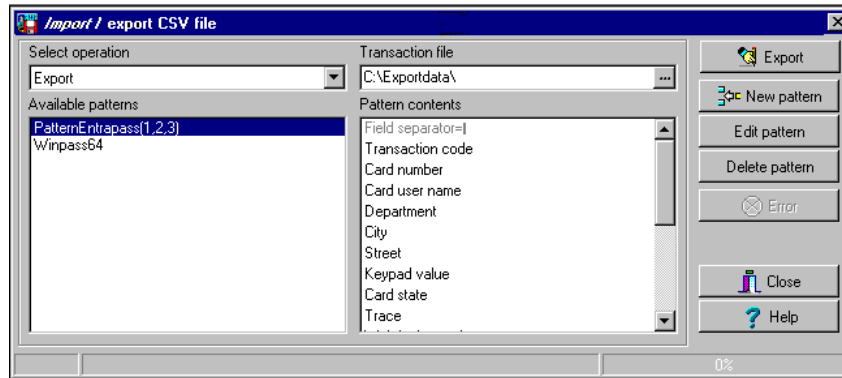 Import / export CSV file
Select operation
Export
Available patterns
PatternEntrapass(1,2,3)
Winpass64
Transaction file
C:\Exportdata\
...
Pattern contents
Field separator=|
Transaction code
Card number
Card user name
Department
City
Street
Keypad value
Card state
Trace
Export
New pattern
Edit pattern
Delete pattern
Error
Close
Help
0%